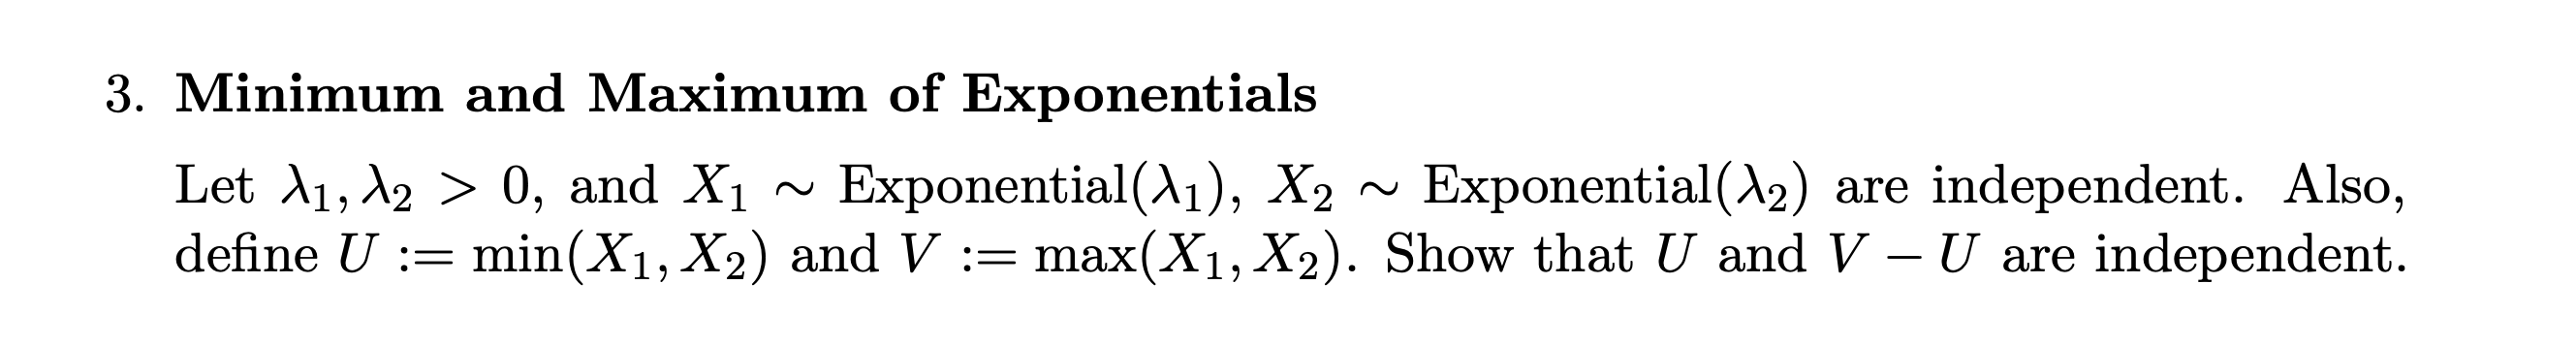 3. Minimum and Maximum of Exponentials
Let λ₁, λ₂ > 0, and X₁ ∼ Exponential(λ₁), X₂ ∼ Exponential(λ₂) are independent. Also,
define U := min(X₁, X₂) and V := max(X₁, X₂). Show that U and V − U are independent.